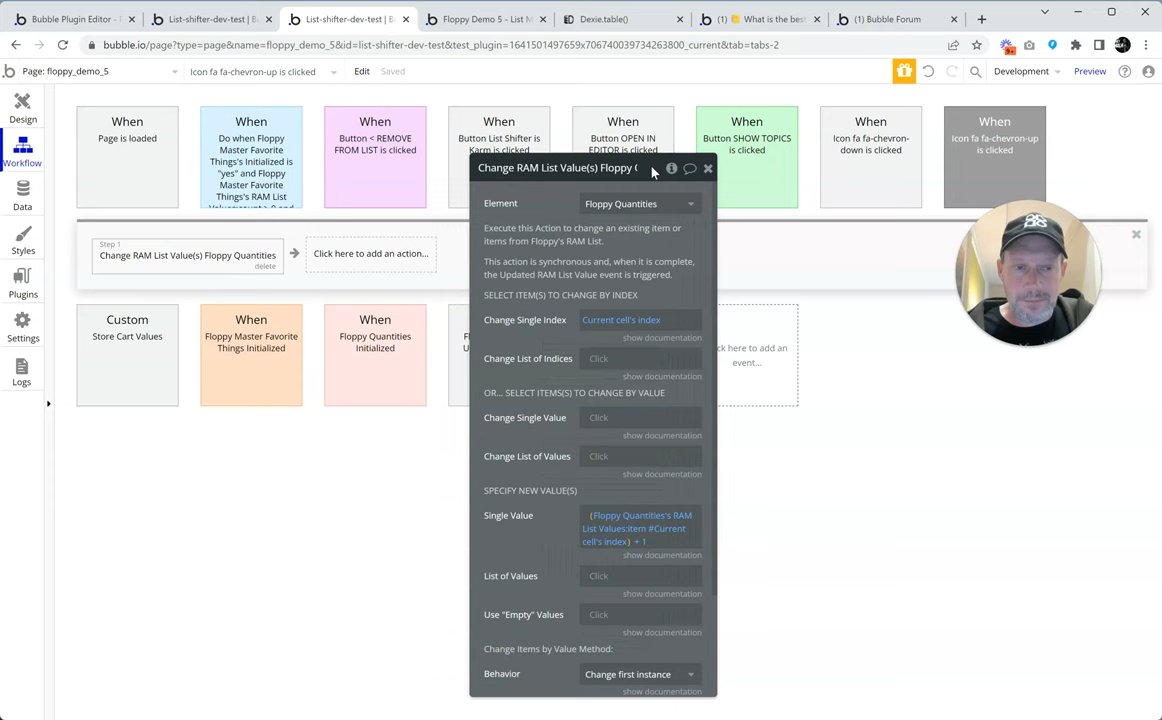 Bubble Plugin Editor - F
List-shifter-dev-test | Bu
List-shifter-dev-test | Bu
Floppy Demo 5 - List M
Dexie.table()
(1) 👏 What is the best
(1) Bubble Forum
bubble.io/page?type=page&name=floppy_demo_5&id=list-shifter-dev-test&test_plugin=1641501497659x706740039734263800_current&tab=tabs-2
Page: floppy_demo_5
Icon fa fa-chevron-up is clicked
Edit
Saved
Development
Preview
Design
Workflow
Data
Styles
Plugins
Settings
Logs
When
Page is loaded
When
Do when Floppy
Master Favorite
Things's Initialized is
"yes" and Floppy
Master Favorite
Things's RAM List
When
Button < REMOVE
FROM LIST is clicked
When
Button List Shifter is
Karm is clicked
When
Button OPEN IN
EDITOR is clicked
When
Button SHOW TOPICS
is clicked
When
Icon fa fa-chevron-
down is clicked
When
Icon fa fa-chevron-up
is clicked
Step 1
Change RAM List Value(s) Floppy Quantities
delete
Click here to add an action...
Custom
Store Cart Values
When
Floppy Master Favorite
Things Initialized
When
Floppy Quantities
Initialized
ck here to add an
event...
Change RAM List Value(s) Floppy
Element
Floppy Quantities
Execute this Action to change an existing item or
items from Floppy's RAM List.
This action is synchronous and, when it is complete,
the Updated RAM List Value event is triggered.
SELECT ITEM(S) TO CHANGE BY INDEX
Change Single Index
Current cell's index
show documentation
Change List of Indices
Click
show documentation
OR... SELECT ITEMS(S) TO CHANGE BY VALUE
Change Single Value
Click
show documentation
Change List of Values
Click
show documentation
SPECIFY NEW VALUE(S)
Single Value
(Floppy Quantities's RAM
List Values:item #Current
cell's index) + 1
show documentation
List of Values
Click
show documentation
Use "Empty" Values
Click
show documentation
Change Items by Value Method:
Behavior
Change first instance
show documentation